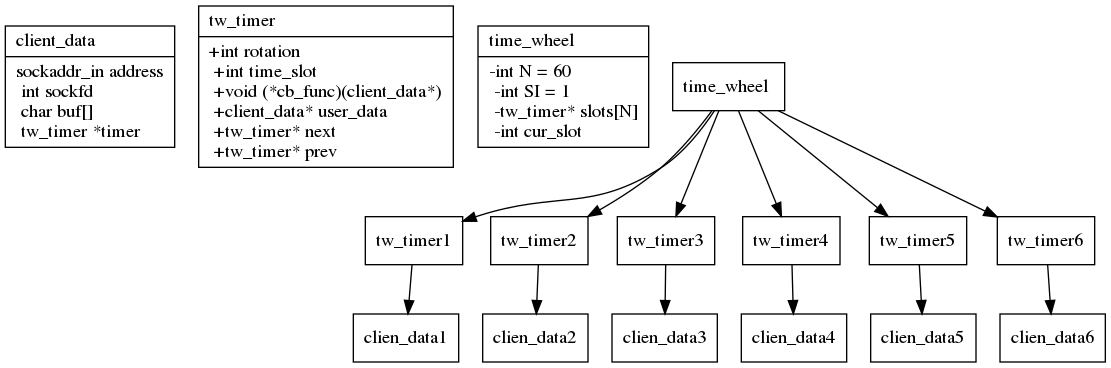 client_data
sockaddr_in address
int sockfd
char buf[]
tw_timer *timer
tw_timer
+int rotation
+int time_slot
+void (*cb_func)(client_data*)
+client_data* user_data
+tw_timer* next
+tw_timer* prev
time_wheel
-int N = 60
-int SI = 1
-tw_timer* slots[N]
-int cur_slot
time_wheel
tw_timer1
tw_timer2
tw_timer3
tw_timer4
tw_timer5
tw_timer6
clien_data1
clien_data2
clien_data3
clien_data4
clien_data5
clien_data6